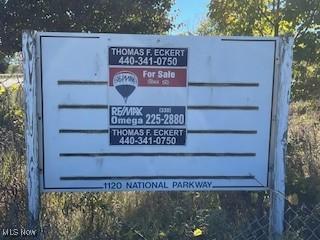 THOMAS F. ECKERT
440-341-0750
For Sale
RE/MAX
RE/MAX (330)
Omega 225-2880
THOMAS F. ECKERT
440-341-0750
1120 NATIONAL PARKWAY
MLS Now